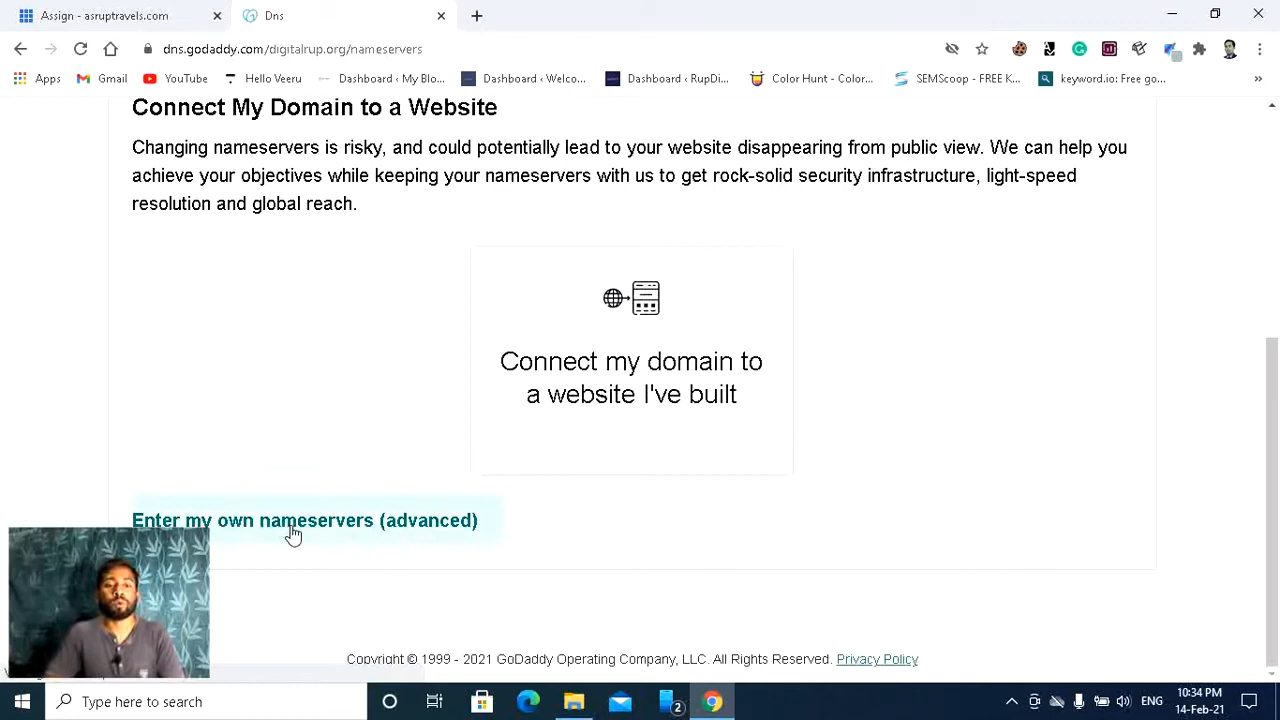 Assign - asruptravels.com
Dns
dns.godaddy.com/digitalrup.org/nameservers
Apps
Gmail
YouTube
Hello Veeru
Dashboard ‹ My Blo...
Dashboard ‹ Welco...
Dashboard ‹ RupDi...
Color Hunt - Color...
SEMScoop - FREE K...
keyword.io: Free go...
Connect My Domain to a Website
Changing nameservers is risky, and could potentially lead to your website disappearing from public view. We can help you
achieve your objectives while keeping your nameservers with us to get rock-solid security infrastructure, light-speed
resolution and global reach.
Connect my domain to
a website I've built
Enter my own nameservers (advanced)
Copyright © 1999 - 2021 GoDaddy Operating Company, LLC. All Rights Reserved. Privacy Policy
Type here to search
2
ENG
10:34 PM
14-Feb-21